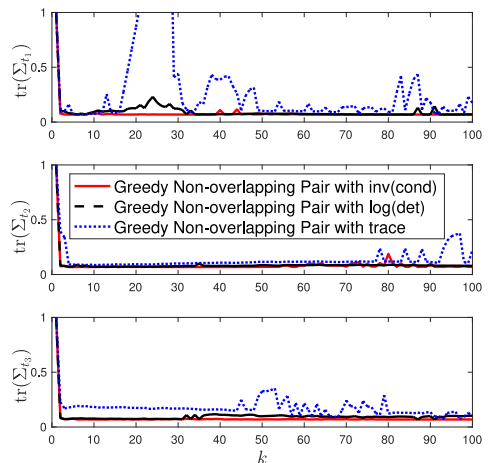 1
0.5
0
tr(Σ_{t_1})
0 10 20 30 40 50 60 70 80 90 100
1
0.5
0
tr(Σ_{t_2})
Greedy Non-overlapping Pair with inv(cond)
Greedy Non-overlapping Pair with log(det)
Greedy Non-overlapping Pair with trace
0 10 20 30 40 50 60 70 80 90 100
1
0.5
0
tr(Σ_{t_3})
0 10 20 30 40 50 60 70 80 90 100
k